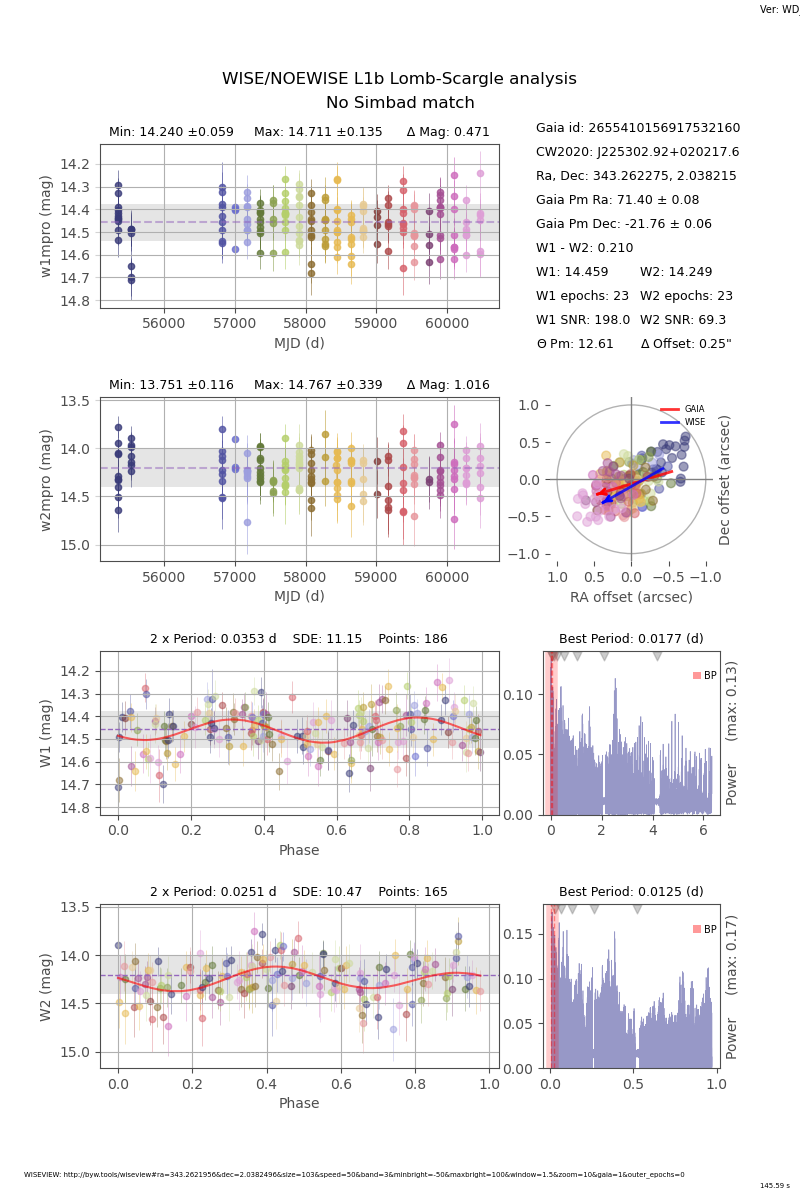 Ver: WD_
WISE/NOEWISE L1b Lomb-Scargle analysis
No Simbad match
Min: 14.240 ±0.059 Max: 14.711 ±0.135 Δ Mag: 0.471
14.2
14.3
14.4
14.5
14.6
14.7
14.8
w1mpro (mag)
56000 57000 58000 59000 60000
MJD (d)
Gaia id: 2655410156917532160
CW2020: J225302.92+020217.6
Ra, Dec: 343.262275, 2.038215
Gaia Pm Ra: 71.40 ± 0.08
Gaia Pm Dec: -21.76 ± 0.06
W1 - W2: 0.210
W1: 14.459 W2: 14.249
W1 epochs: 23 W2 epochs: 23
W1 SNR: 198.0 W2 SNR: 69.3
Θ Pm: 12.61 Δ Offset: 0.25"
Min: 13.751 ±0.116 Max: 14.767 ±0.339 Δ Mag: 1.016
13.5
14.0
14.5
15.0
w2mpro (mag)
56000 57000 58000 59000 60000
MJD (d)
GAIA
WISE
1.0
0.5
0.0
−0.5
−1.0
Dec offset (arcsec)
1.0 0.5 0.0 −0.5 −1.0
RA offset (arcsec)
2 x Period: 0.0353 d SDE: 11.15 Points: 186
14.2
14.3
14.4
14.5
14.6
14.7
14.8
W1 (mag)
0.0 0.2 0.4 0.6 0.8 1.0
Phase
Best Period: 0.0177 (d)
BP
0.10
0.05
0.00
Power (max: 0.13)
0 2 4 6
2 x Period: 0.0251 d SDE: 10.47 Points: 165
13.5
14.0
14.5
15.0
W2 (mag)
0.0 0.2 0.4 0.6 0.8 1.0
Phase
Best Period: 0.0125 (d)
BP
0.15
0.10
0.05
0.00
Power (max: 0.17)
0.0 0.5 1.0
WISEVIEW: http://byw.tools/wiseview#ra=343.2621956&dec=2.0382496&size=103&speed=50&band=3&minbright=-50&maxbright=100&window=1.5&zoom=10&gaia=1&outer_epochs=0
145.59 s